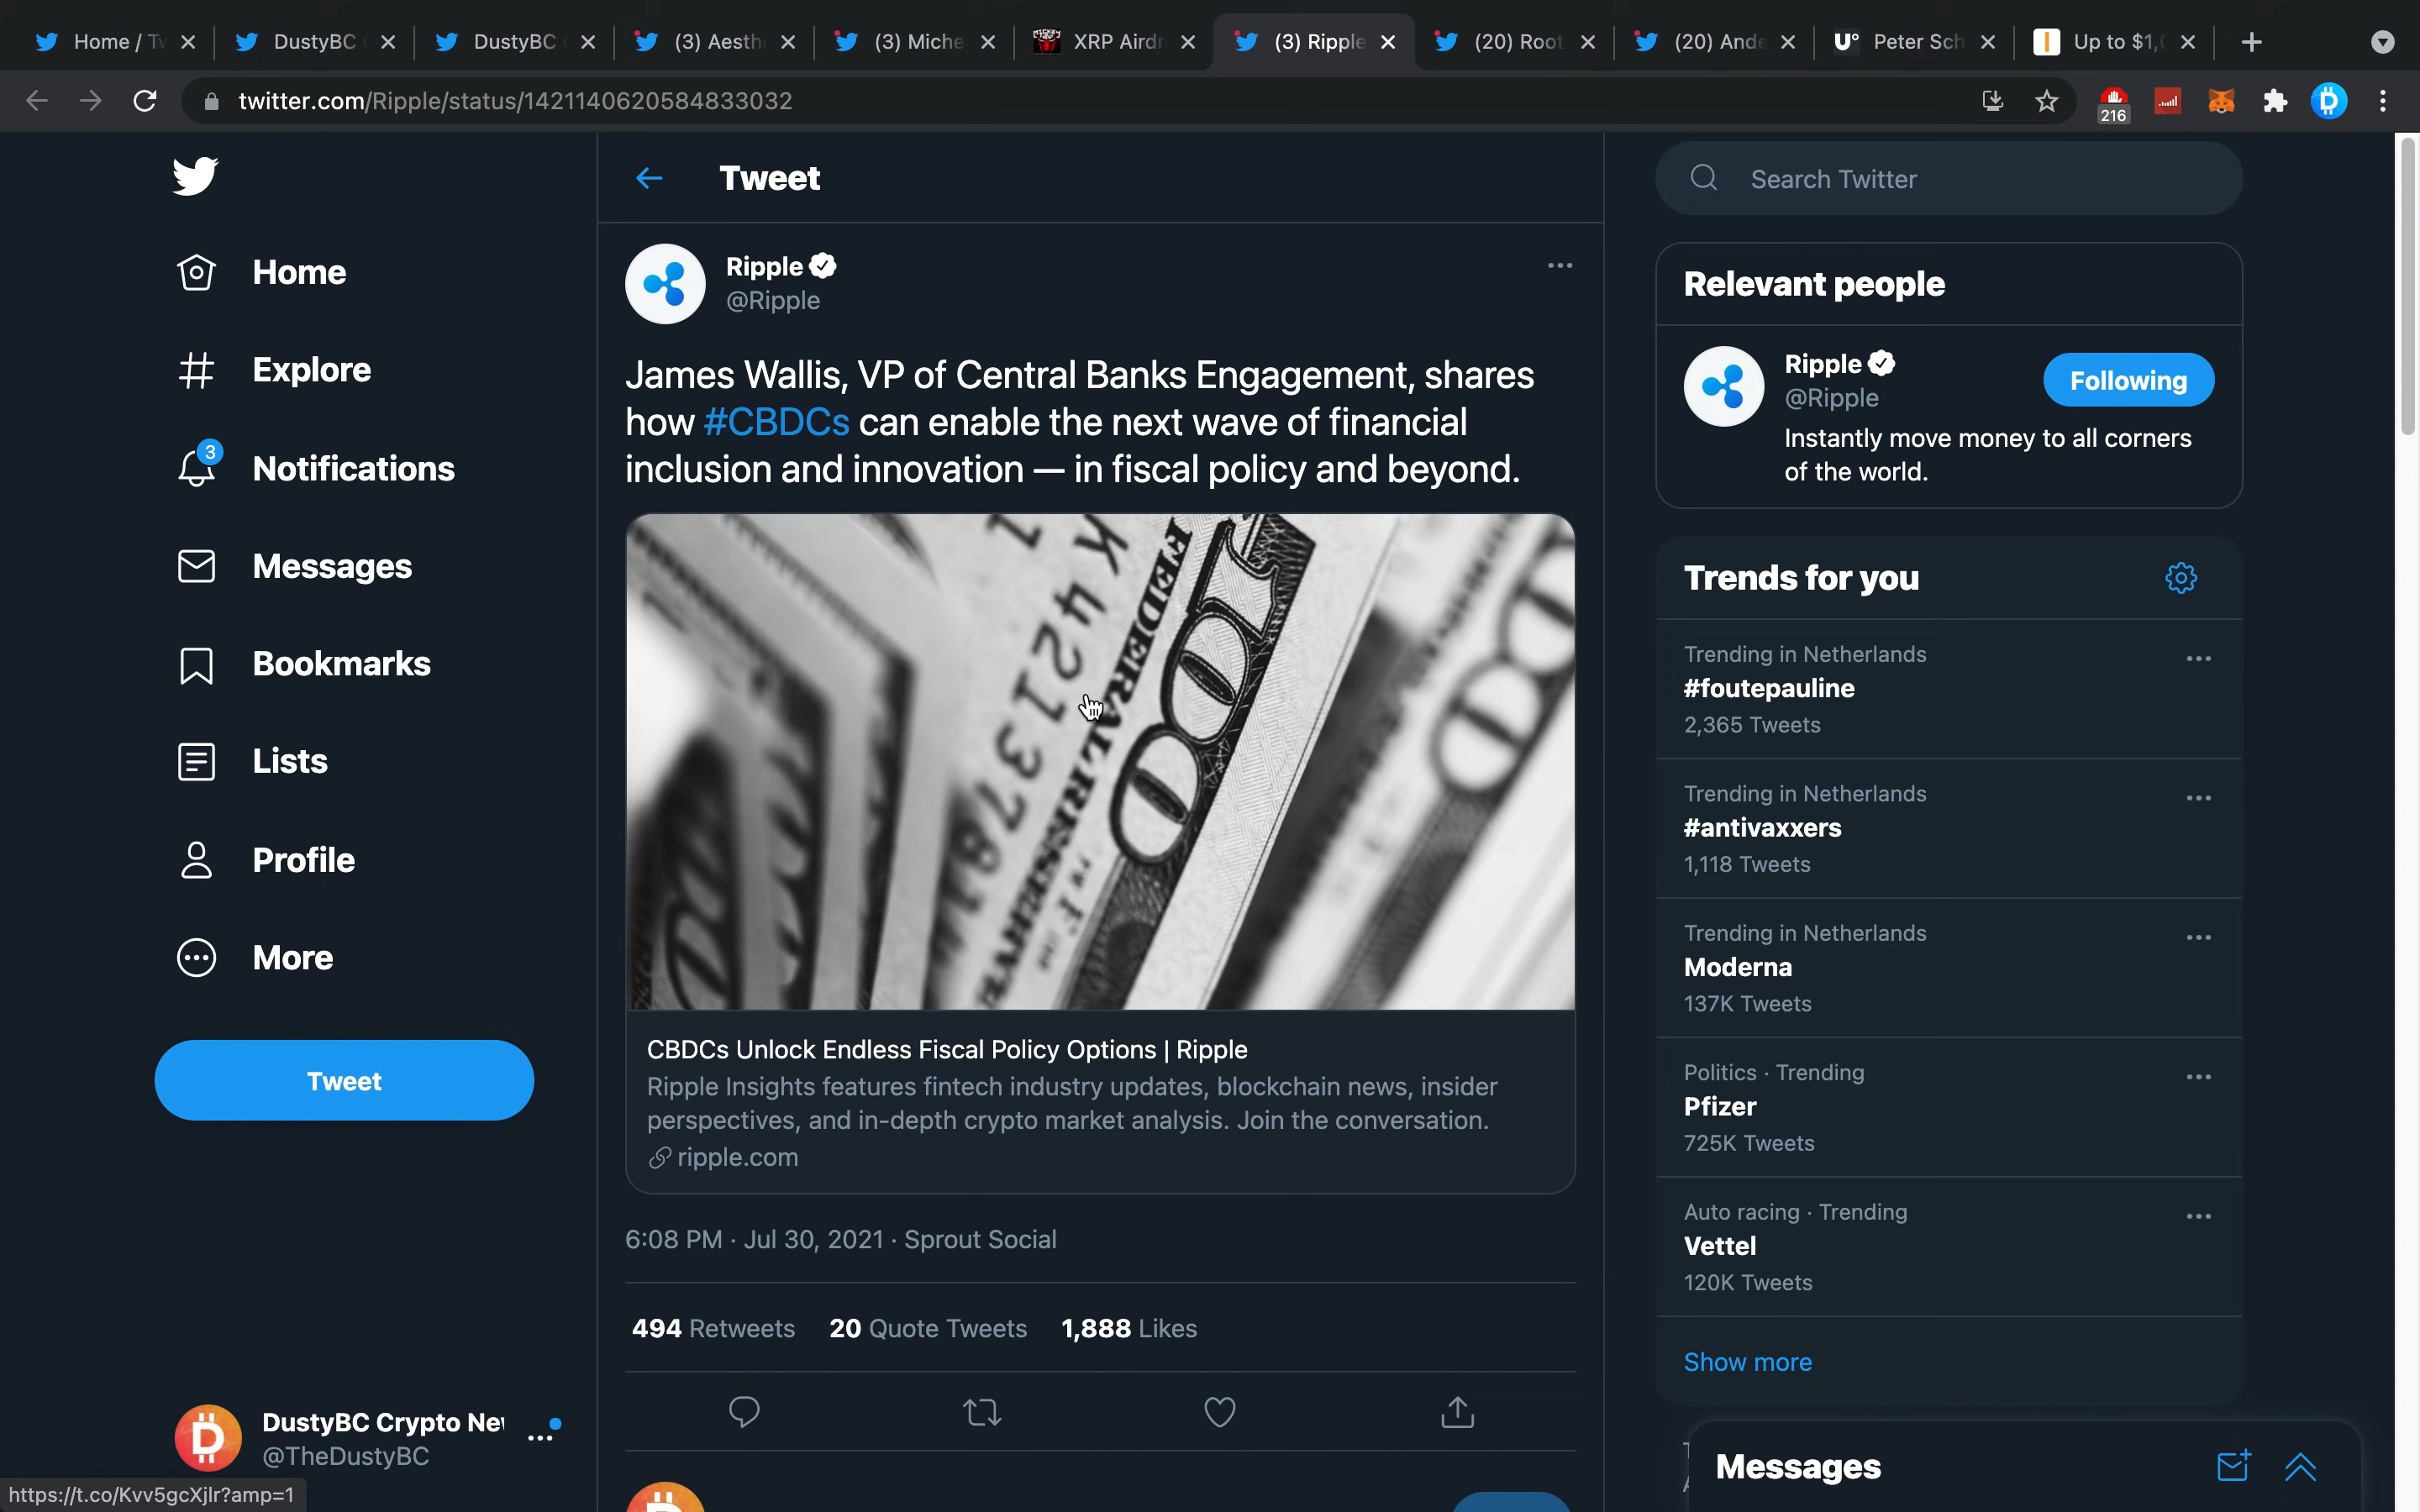 Home / Tw
DustyBC
DustyBC
(3) Aesth
(3) Miche
XRP Airdr
(3) Ripple
(20) Root
(20) Ande
U° Peter Sch
Up to $1,
twitter.com/Ripple/status/1421140620584833032
216
Home
Explore
3
Notifications
Messages
Bookmarks
Lists
Profile
More
Tweet
DustyBC Crypto Ne
@TheDustyBC
https://t.co/Kvv5gcXjlr?amp=1
Tweet
Ripple
@Ripple
James Wallis, VP of Central Banks Engagement, shares
how #CBDCs can enable the next wave of financial
inclusion and innovation — in fiscal policy and beyond.
FEDERAL RESERVE
100
CBDCs Unlock Endless Fiscal Policy Options | Ripple
Ripple Insights features fintech industry updates, blockchain news, insider
perspectives, and in-depth crypto market analysis. Join the conversation.
ripple.com
6:08 PM · Jul 30, 2021 · Sprout Social
494 Retweets 20 Quote Tweets 1,888 Likes
Search Twitter
Relevant people
Ripple
@Ripple
Following
Instantly move money to all corners
of the world.
Trends for you
Trending in Netherlands
#foutepauline
2,365 Tweets
Trending in Netherlands
#antivaxxers
1,118 Tweets
Trending in Netherlands
Moderna
137K Tweets
Politics · Trending
Pfizer
725K Tweets
Auto racing · Trending
Vettel
120K Tweets
Show more
Messages